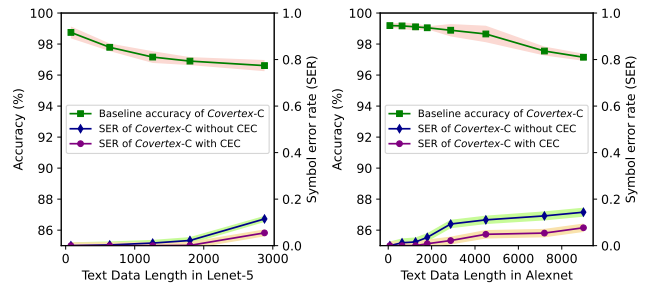 100
98
96
94
92
90
88
86
Accuracy (%)
1.0
0.8
0.6
0.4
0.2
0.0
Symbol error rate (SER)
Baseline accuracy of Covertex-C
SER of Covertex-C without CEC
SER of Covertex-C with CEC
0 1000 2000 3000
Text Data Length in Lenet-5
100
98
96
94
92
90
88
86
Accuracy (%)
1.0
0.8
0.6
0.4
0.2
0.0
Symbol error rate (SER)
Baseline accuracy of Covertex-C
SER of Covertex-C without CEC
SER of Covertex-C with CEC
0 2000 4000 6000 8000
Text Data Length in Alexnet